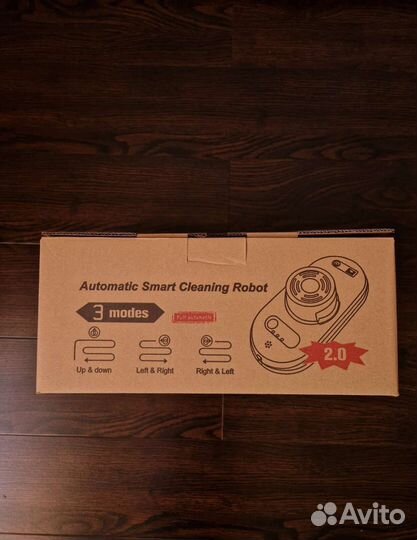 Automatic Smart Cleaning Robot
3 modes
Full automatic
Up & down
Left & Right
Right & Left
2.0
Avito